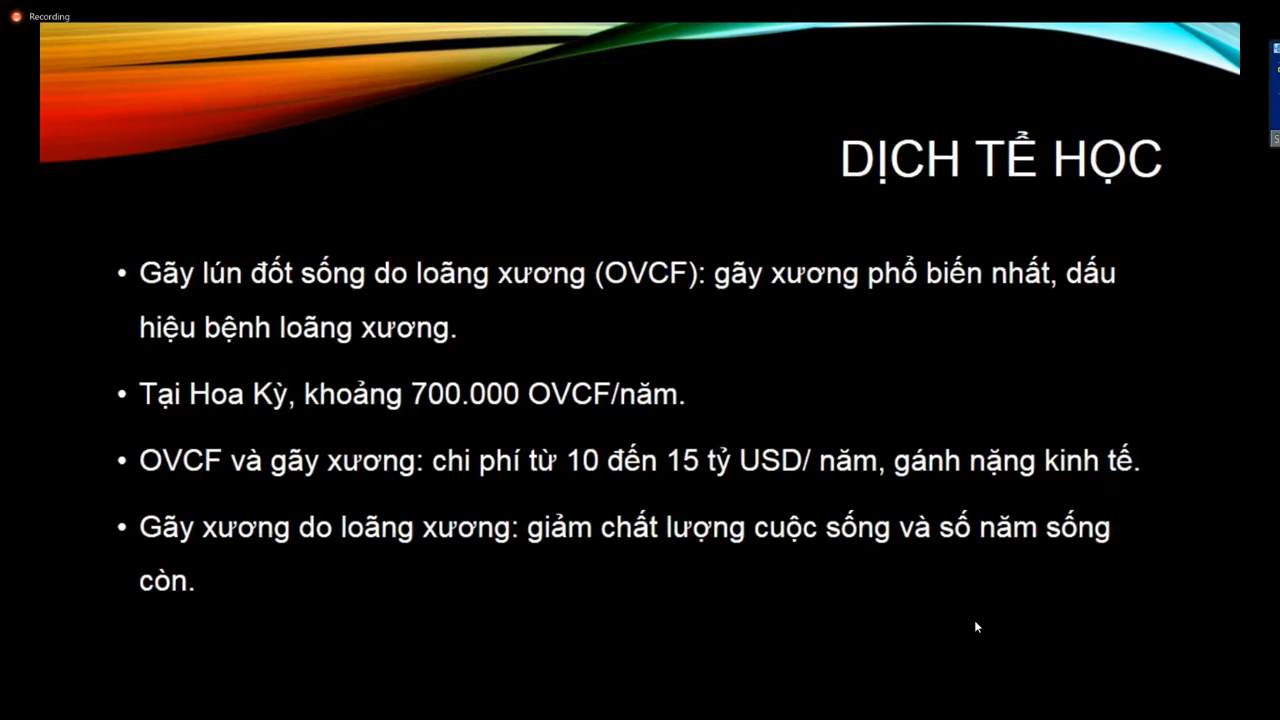 Recording
DỊCH TỂ HỌC
• Gãy lún đốt sống do loãng xương (OVCF): gãy xương phổ biến nhất, dấu
hiệu bệnh loãng xương.
• Tại Hoa Kỳ, khoảng 700.000 OVCF/năm.
• OVCF và gãy xương: chi phí từ 10 đến 15 tỷ USD/ năm, gánh nặng kinh tế.
• Gãy xương do loãng xương: giảm chất lượng cuộc sống và số năm sống
còn.